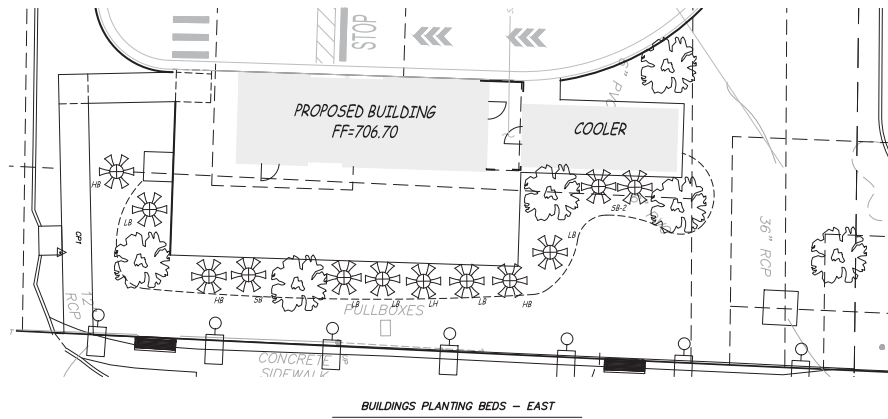 STOP
6" PVC
PROPOSED BUILDING
FF=706.70
COOLER
HB
LB
SB-2
CP1
LB
36" RCP
HB
SB
LB
LB
LH
LB
HB
12"
RCP
PULLBOXES
T
CONCRETE
SIDEWALK
BUILDINGS PLANTING BEDS – EAST